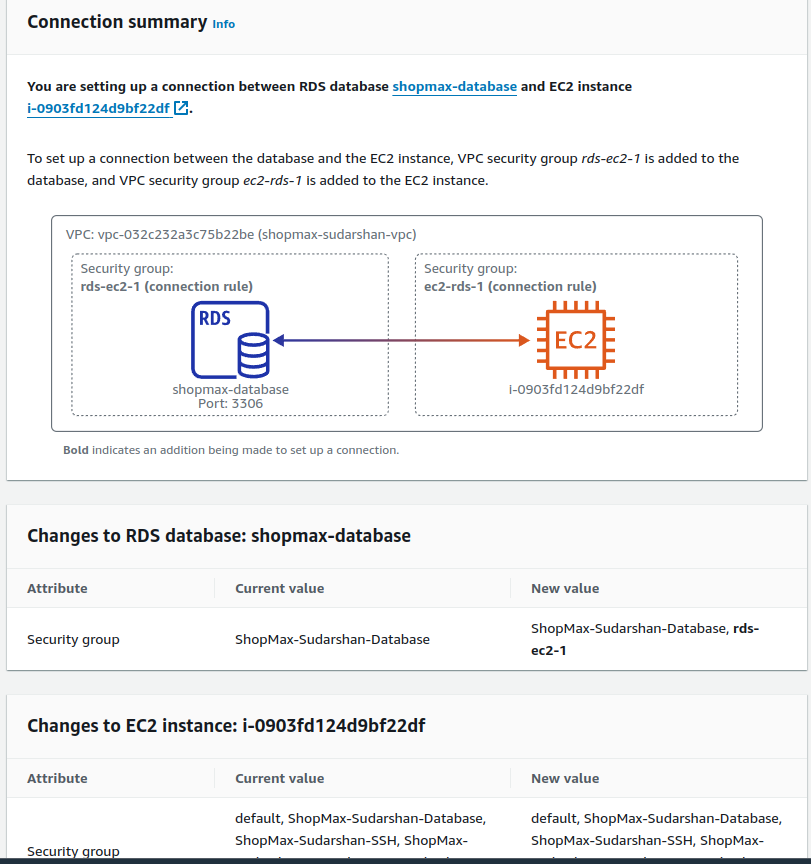 Connection summary Info
You are setting up a connection between RDS database shopmax-database and EC2 instance
i-0903fd124d9bf22df.
To set up a connection between the database and the EC2 instance, VPC security group rds-ec2-1 is added to the
database, and VPC security group ec2-rds-1 is added to the EC2 instance.
VPC: vpc-032c232a3c75b22be (shopmax-sudarshan-vpc)
Security group:
rds-ec2-1 (connection rule)
RDS
shopmax-database
Port: 3306
Security group:
ec2-rds-1 (connection rule)
EC2
i-0903fd124d9bf22df
Bold indicates an addition being made to set up a connection.
Changes to RDS database: shopmax-database
Attribute Current value New value
Security group ShopMax-Sudarshan-Database ShopMax-Sudarshan-Database, rds-
ec2-1
Changes to EC2 instance: i-0903fd124d9bf22df
Attribute Current value New value
default, ShopMax-Sudarshan-Database, default, ShopMax-Sudarshan-Database,
ShopMax-Sudarshan-SSH, ShopMax- ShopMax-Sudarshan-SSH, ShopMax-
Security group